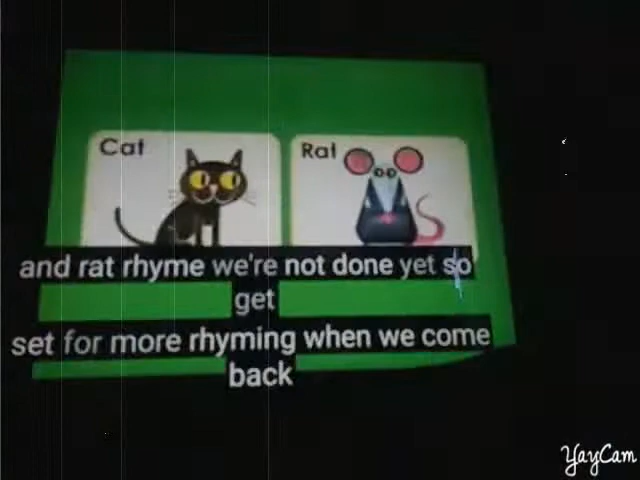 Cat
Rat
and rat rhyme we're not done yet so
get
set for more rhyming when we come
back
YayCam